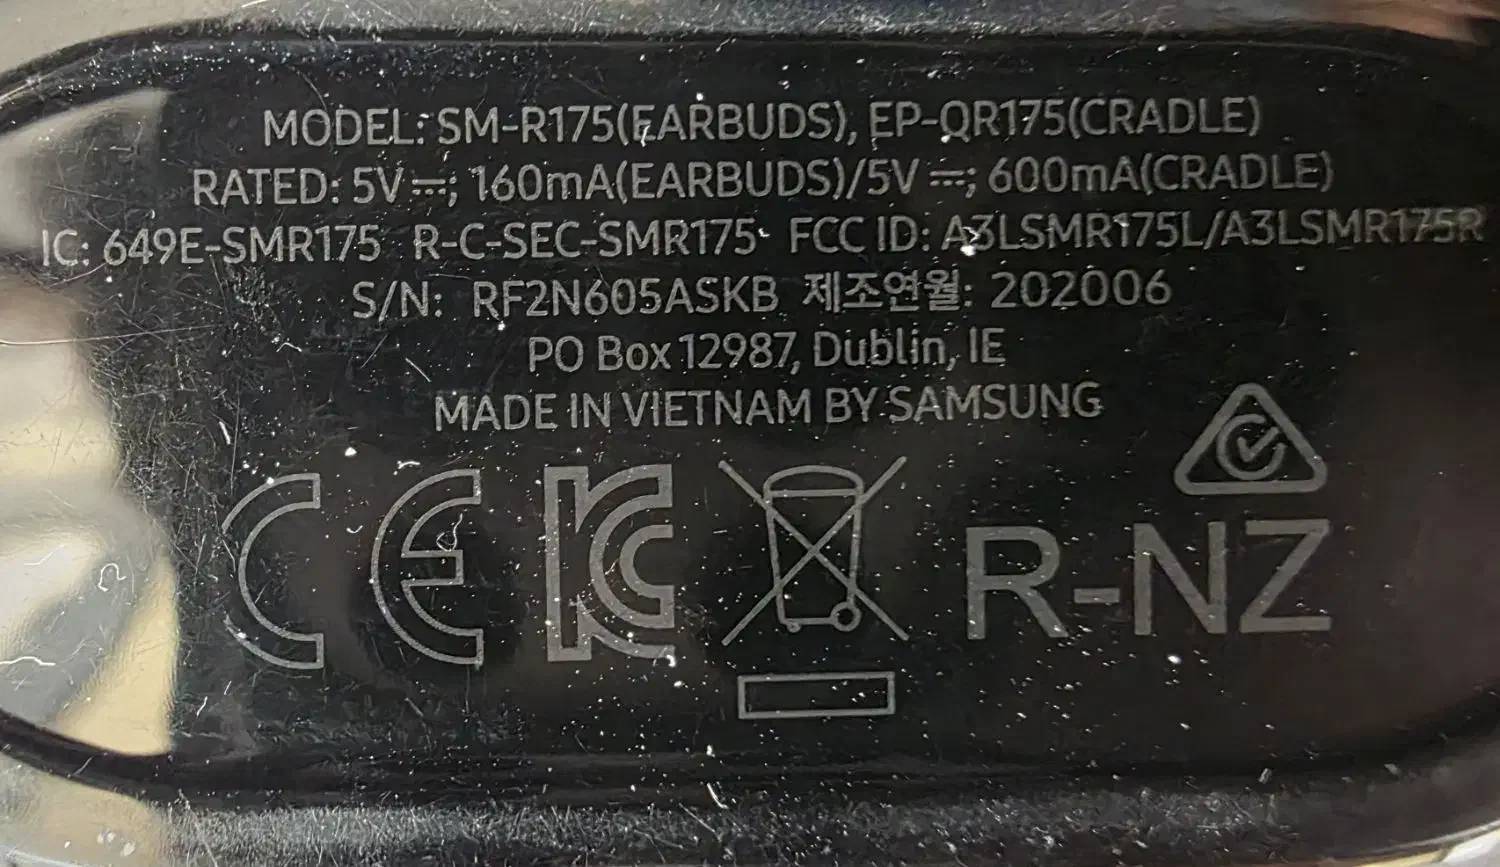 MODEL: SM-R175(EARBUDS), EP-QR175(CRADLE)
RATED: 5V⎓; 160mA(EARBUDS)/5V ⎓; 600mA(CRADLE)
IC: 649E-SMR175 R-C-SEC-SMR175 FCC ID: A3LSMR175L/A3LSMR175R
S/N: RF2N605ASKB 제조연월: 202006
PO Box 12987, Dublin, IE
MADE IN VIETNAM BY SAMSUNG
CE
R-NZ